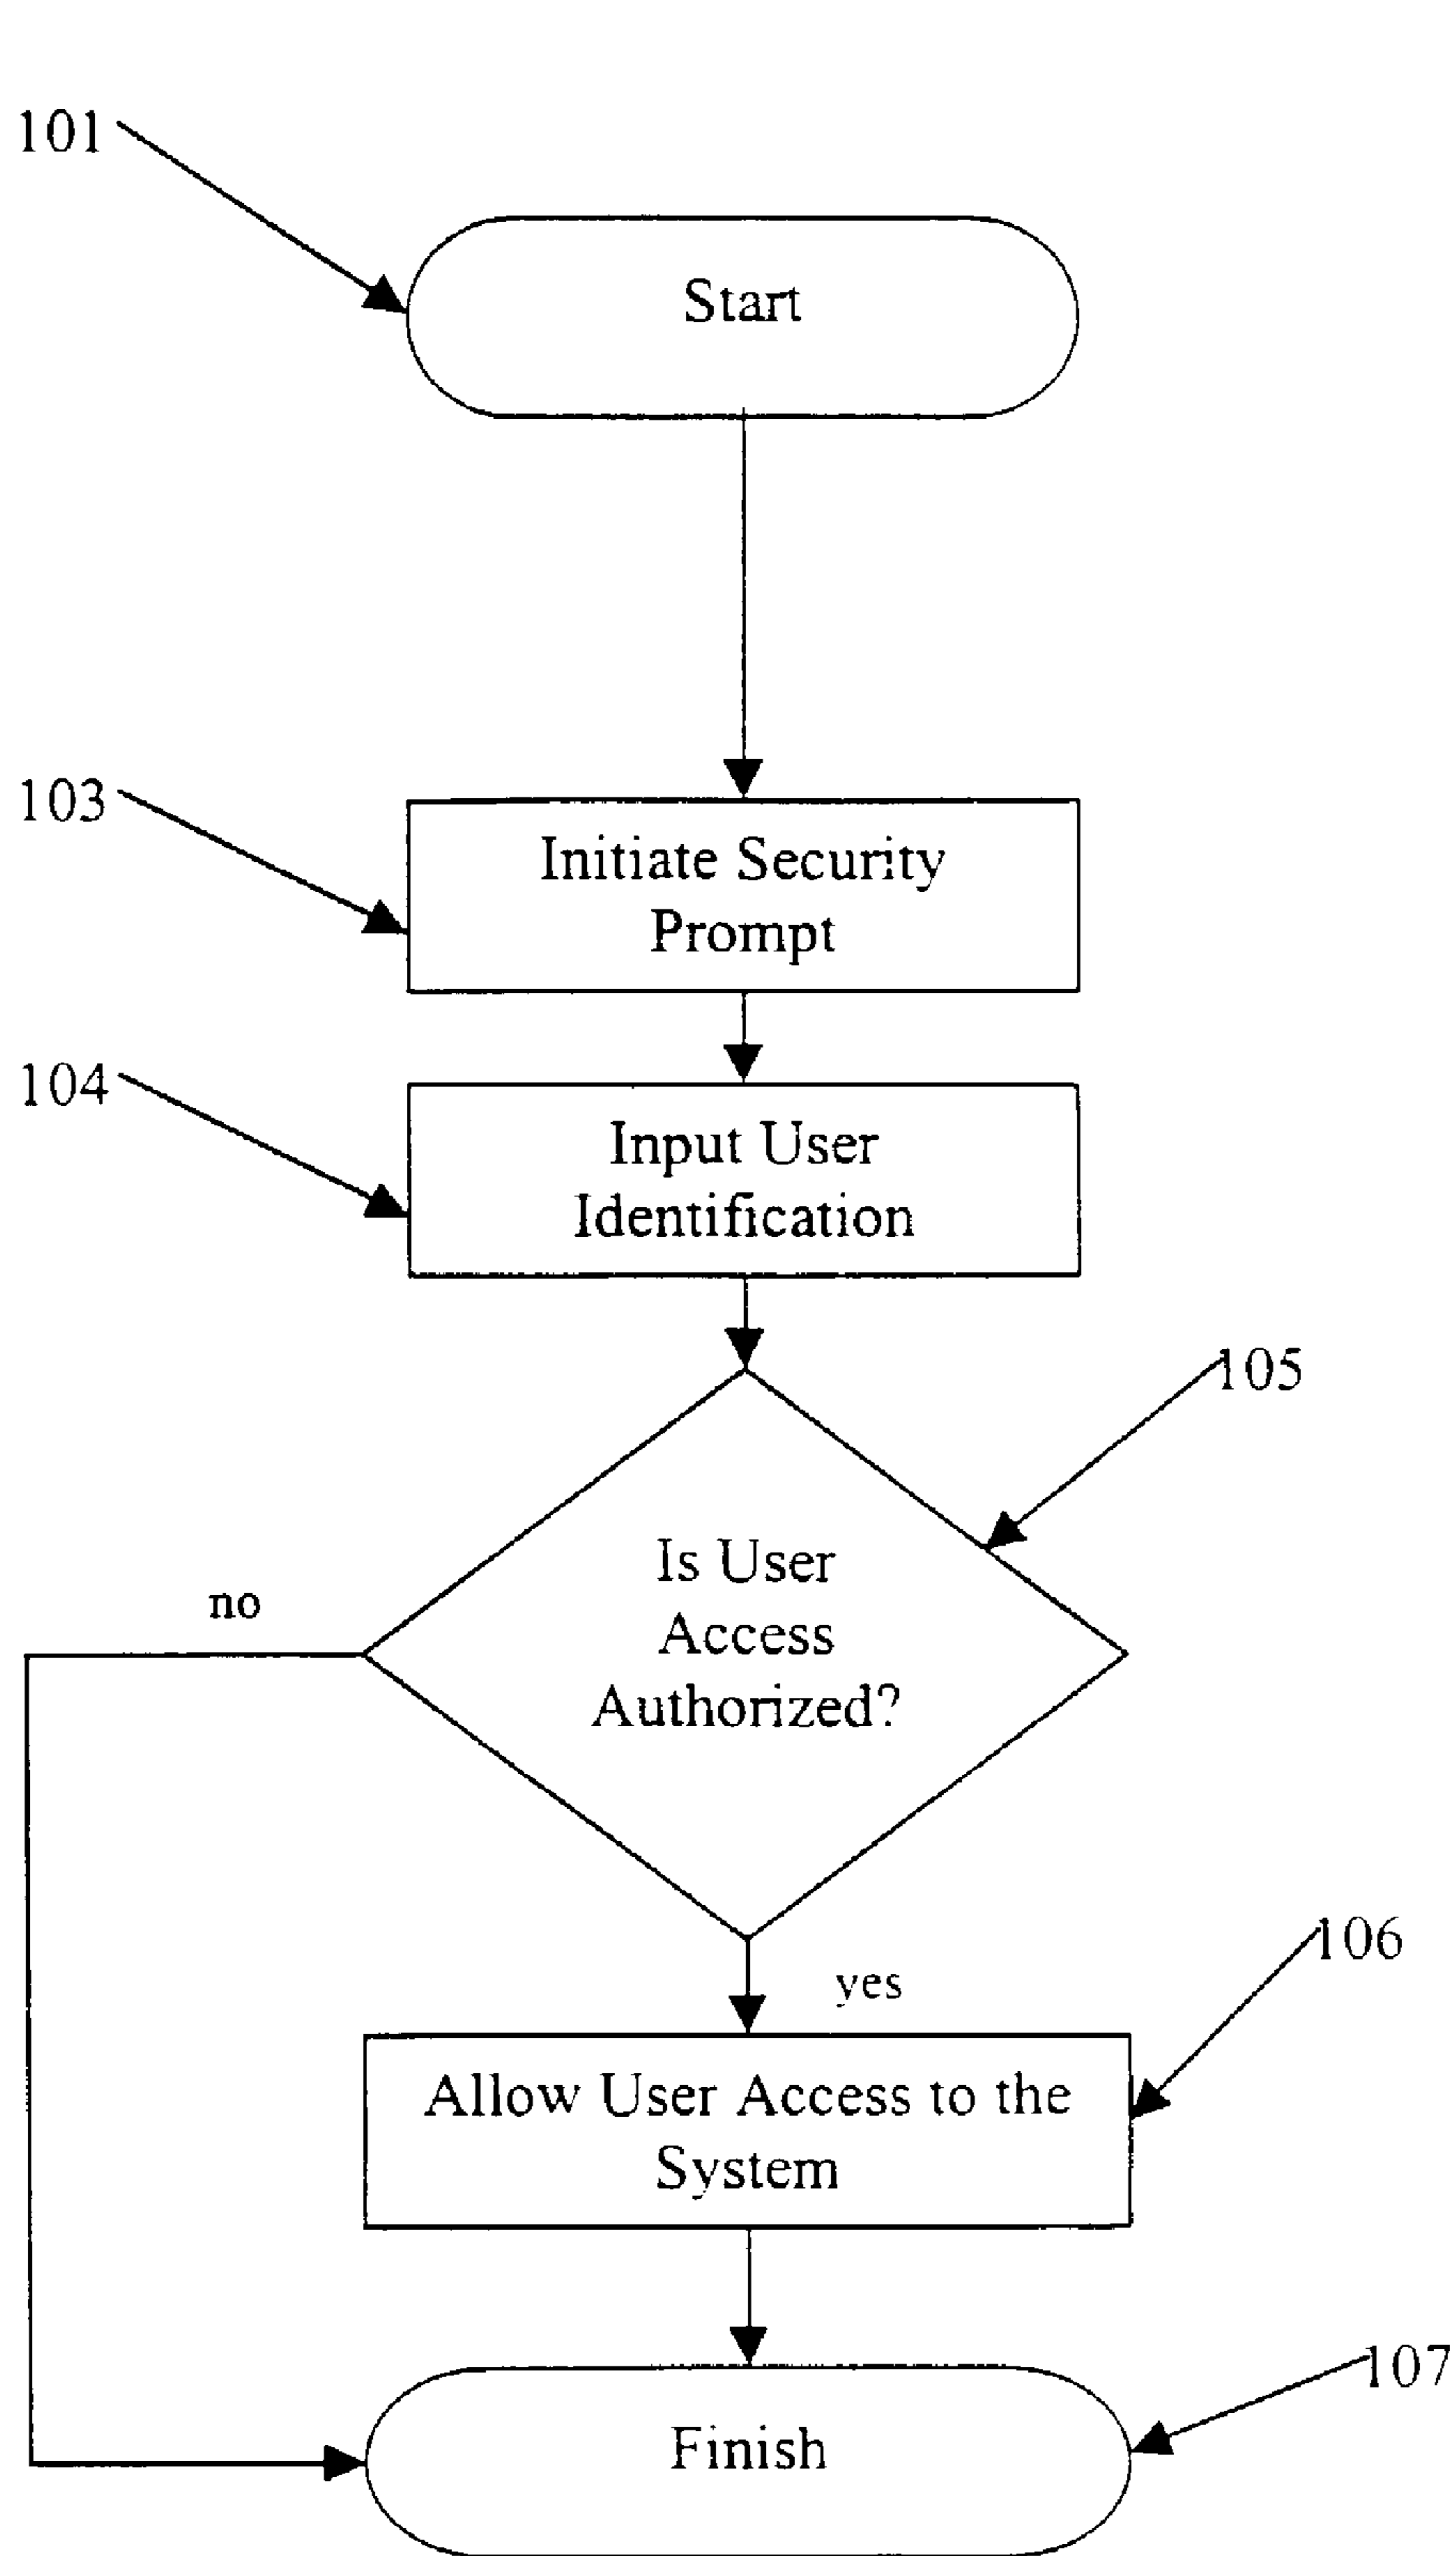 101
Start
103
Initiate Security
Prompt
104
Input User
Identification
105
Is User
Access
Authorized?
no
yes
106
Allow User Access to the
System
107
Finish